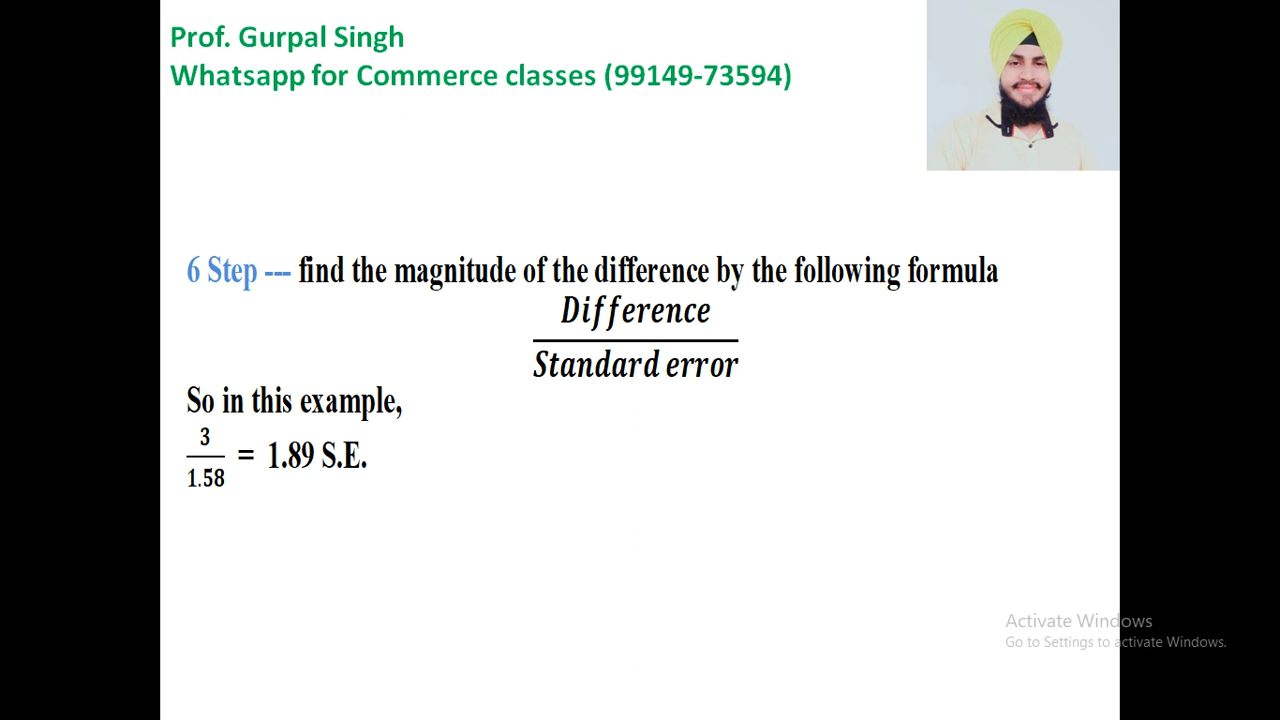 Prof. Gurpal Singh
Whatsapp for Commerce classes (99149-73594)
6 Step --- find the magnitude of the difference by the following formula
Difference
Standard error
So in this example,
3
1.58
= 1.89 S.E.
Activate Windows
Go to Settings to activate Windows.